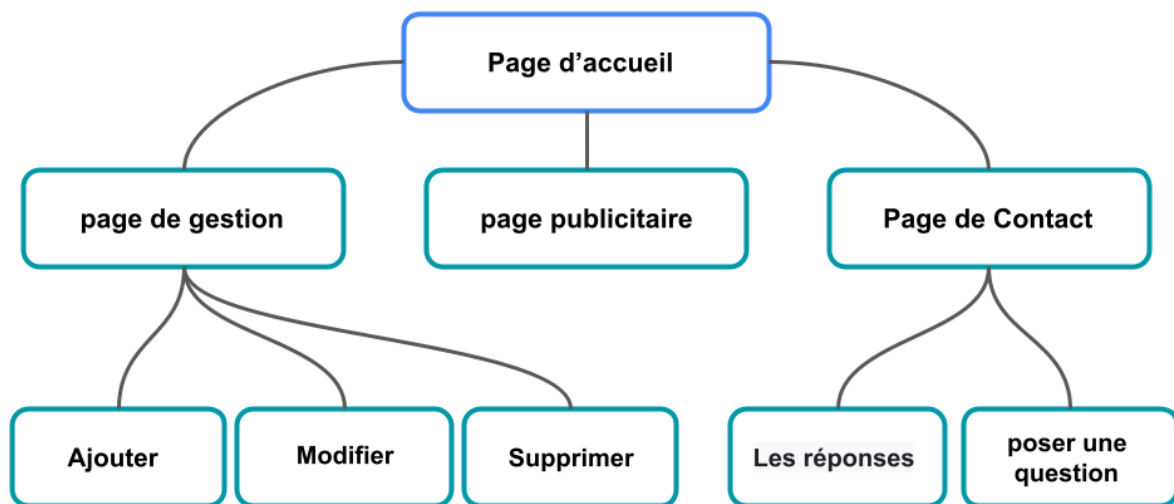 Page d’accueil
page de gestion
page publicitaire
Page de Contact
Ajouter
Modifier
Supprimer
Les réponses
poser une
question